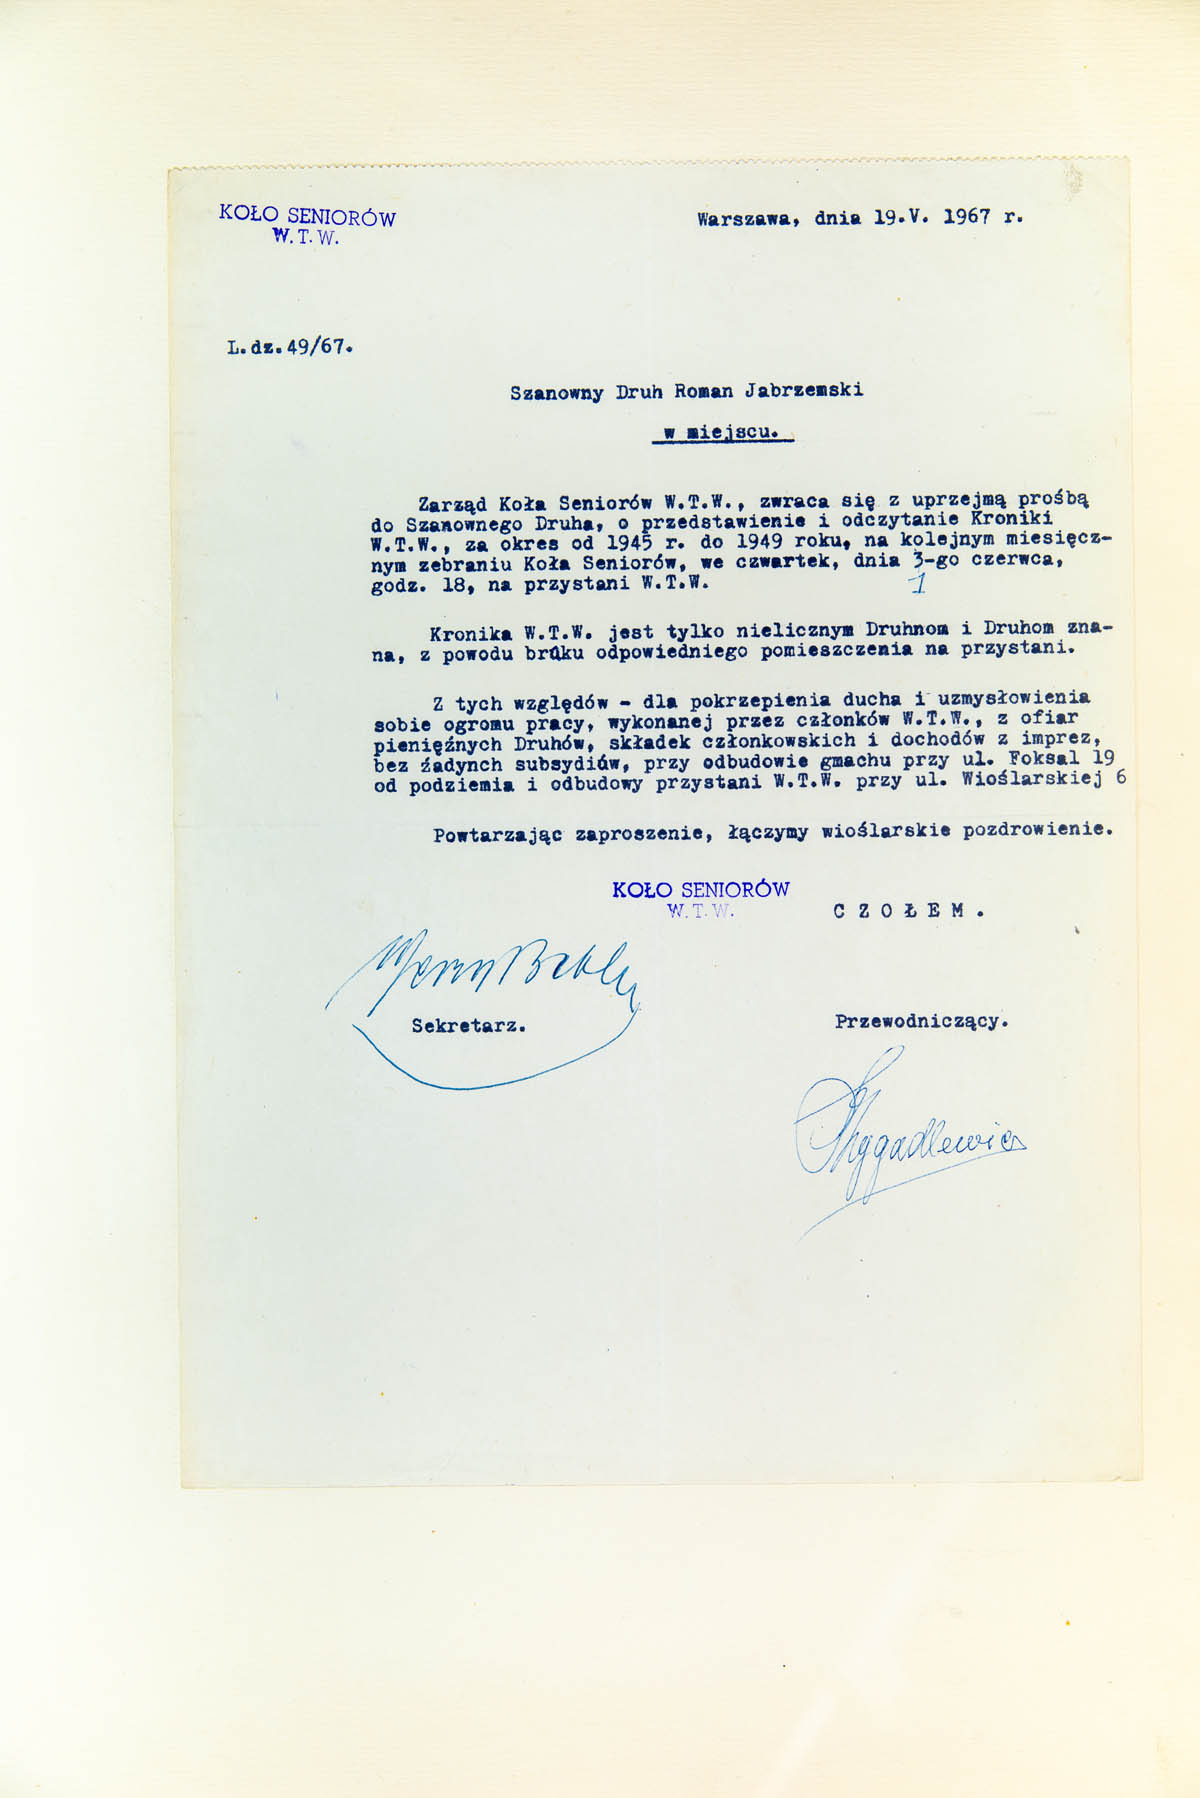 KOŁO SENIORÓW
W.T.W.
Warszawa, dnia 19.V. 1967 r.
L.dz.49/67.
Szanowny Druh Roman Jabrzemski
w miejscu.
Zarząd Koła Seniorów W.T.W., zwraca się z uprzejmą prośbą
do Szanownego Druha, o przedstawienie i odczytanie Kroniki
W.T.W., za okres od 1945 r. do 1949 roku, na kolejnym miesięcz-
nym zebraniu Koła Seniorów, we czwartek, dnia 3-go czerwca,
1
godz. 18, na przystani W.T.W.
Kronika W.T.W. jest tylko nielicznym Druhnom i Druhom zna-
na, z powodu braku odpowiedniego pomieszczenia na przystani.
Z tych względów - dla pokrzepienia ducha i uzmysłowienia
sobie ogromu pracy, wykonanej przez członków W.T.W., z ofiar
pieniężnych Druhów, składek członkowskich i dochodów z imprez,
bez żadynch subsydiów, przy odbudowie gmachu przy ul. Foksal 19
od podziemia i odbudowy przystani W.T.W. przy ul. Wioślarskiej 6
Powtarzając zaproszenie, łączymy wioślarskie pozdrowienie.
KOŁO SENIORÓW
W.T.W.
C Z O Ł E M .
Sekretarz.
Przewodniczący.